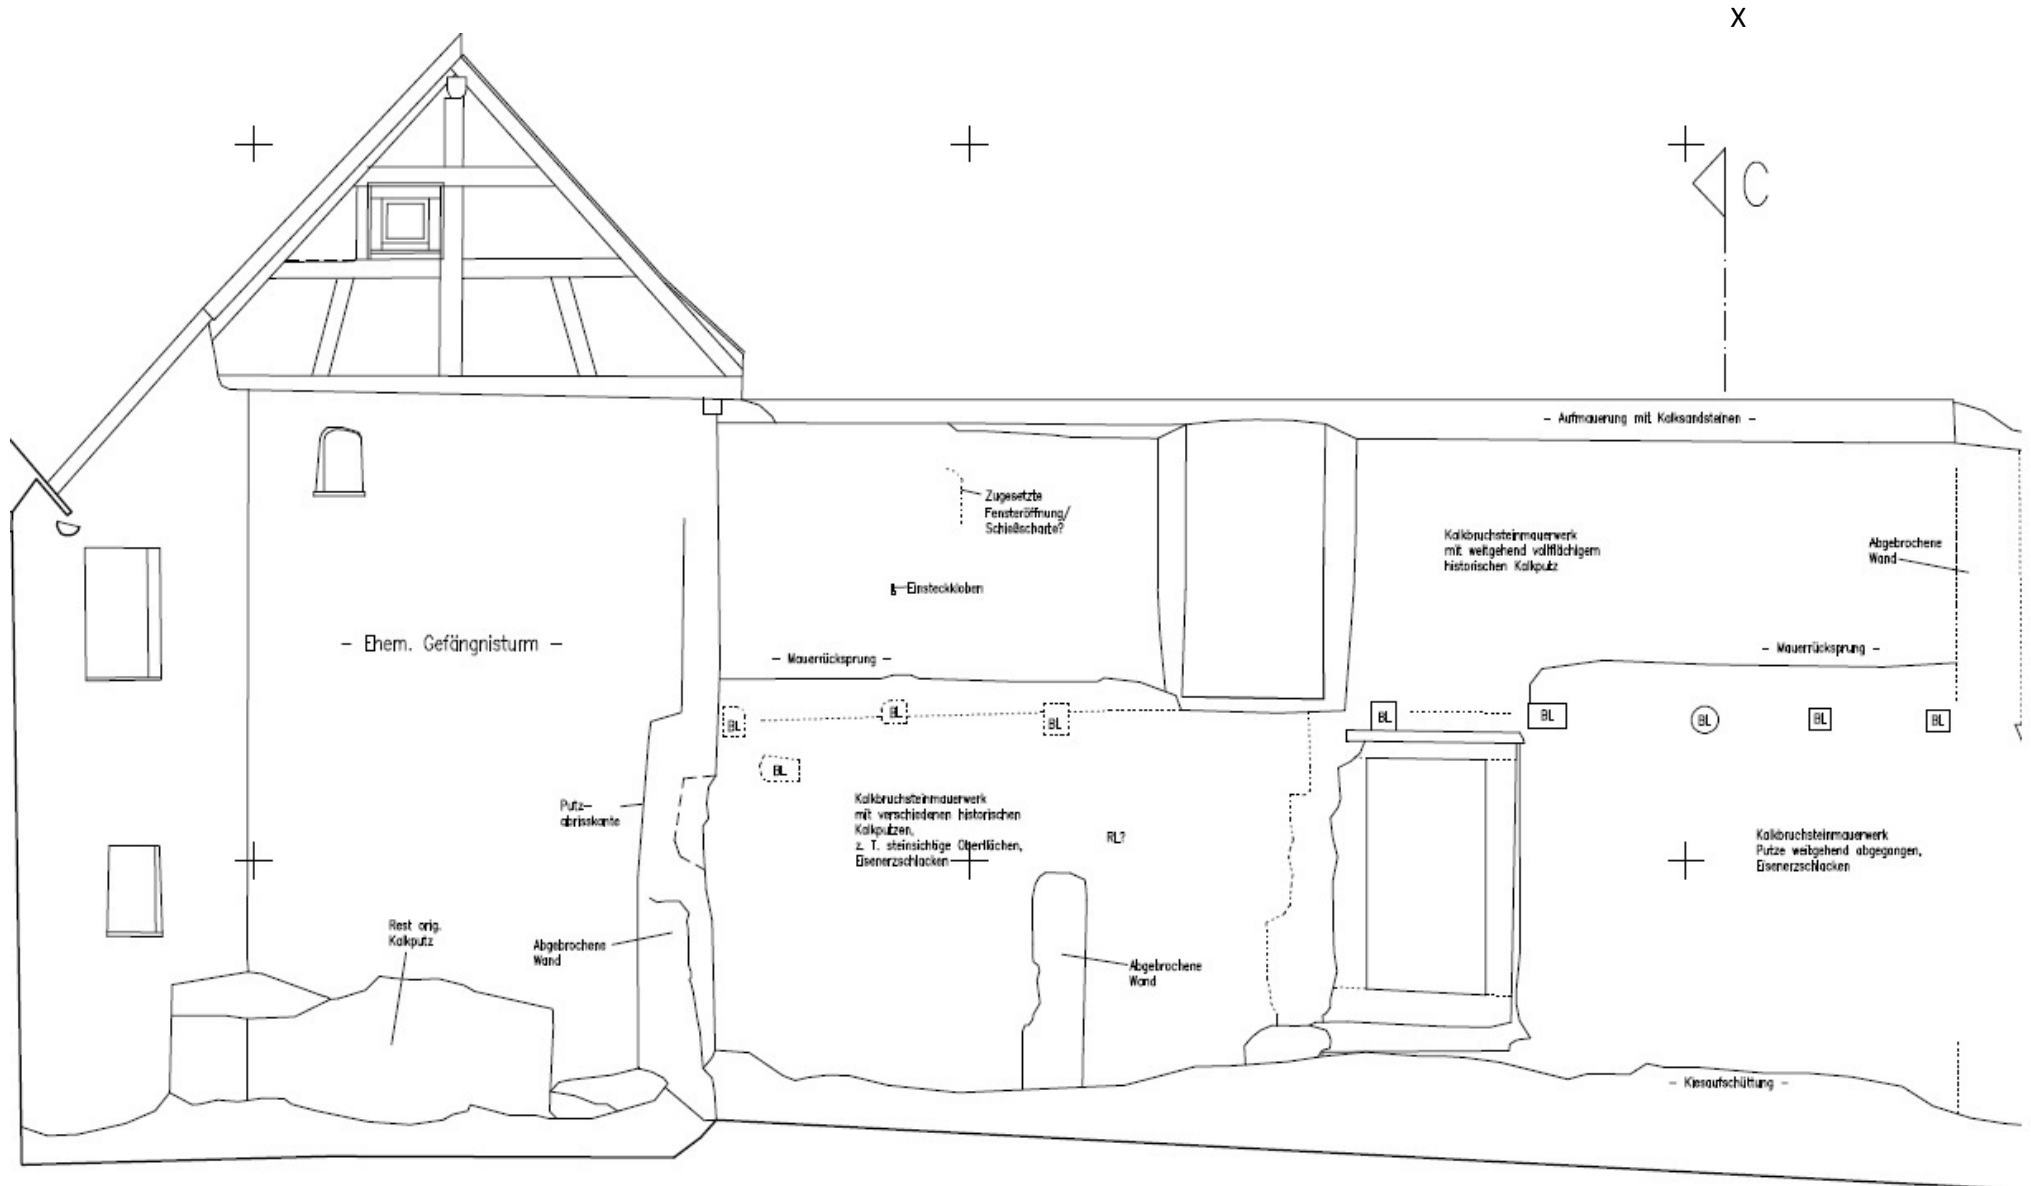 X
C
- Aufmauerung mit Kalksandsteinen -
Zugesetzte
Fensteröffnung/
Schießscharte?
Kalkbruchsteinmauerwerk
mit weitgehend vollflächigem
historischen Kalkputz
Abgebrochene
Wand
Einsteckkloben
- Ehem. Gefängnisturm -
- Mauerrücksprung -
- Mauerrücksprung -
BL
BL
BL
BL
BL
BL
BL
BL
BL
Putz-
abrisskante
Kalkbruchsteinmauerwerk
mit verschiedenen historischen
Kalkputzen,
z. T. steinsichtige Oberflächen,
Eisenerzschlacken
RL?
Kalkbruchsteinmauerwerk
Putze weitgehend abgegangen,
Eisenerzschlacken
Rest orig.
Kalkputz
Abgebrochene
Wand
Abgebrochene
Wand
- Kiesaufschüttung -